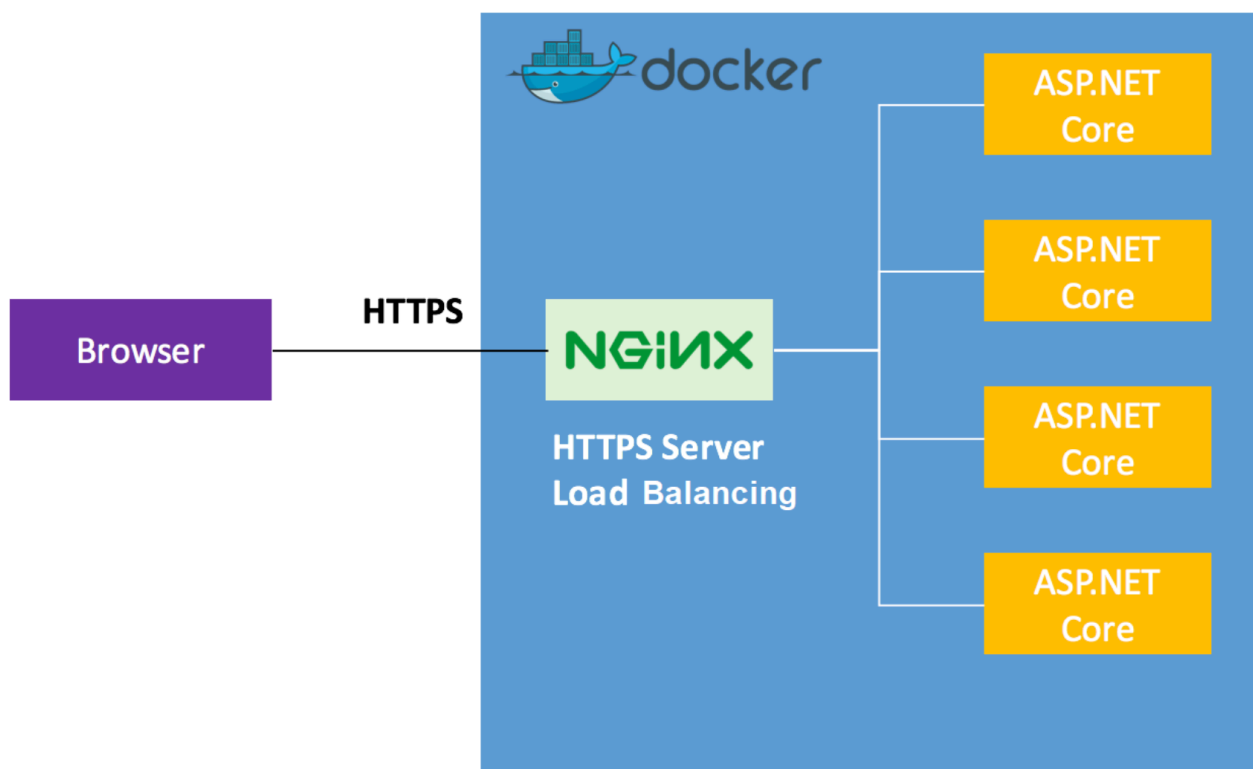 docker
ASP.NET
Core
ASP.NET
Core
HTTPS
Browser
NGiNX
HTTPS Server
Load Balancing
ASP.NET
Core
ASP.NET
Core